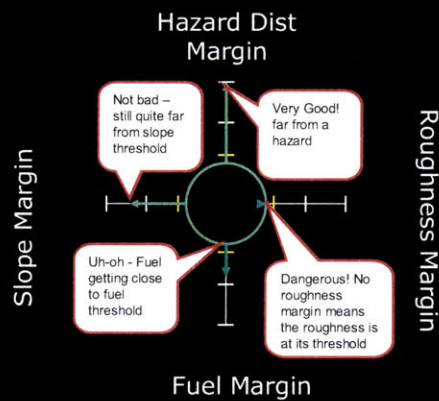 Hazard Dist
Margin
Not bad –
still quite far
from slope
threshold
Very Good!
far from a
hazard
Slope Margin
Roughness Margin
Uh-oh - Fuel
getting close
to fuel
threshold
Dangerous! No
roughness
margin means
the roughness is
at its threshold
Fuel Margin